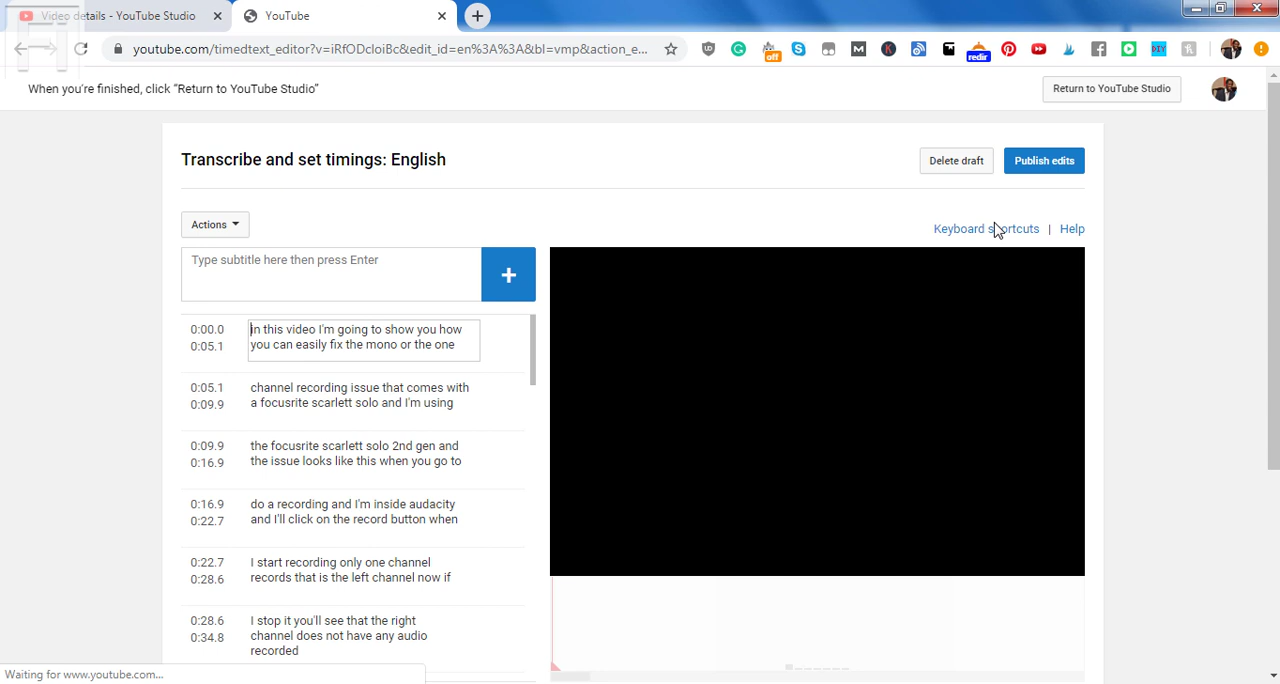 Video details - YouTube Studio
YouTube
youtube.com/timedtext_editor?v=iRfODcloiBc&edit_id=en%3A%3A&bl=vmp&action_e...
off
redir
DIY
When you're finished, click “Return to YouTube Studio”
Return to YouTube Studio
Transcribe and set timings: English
Delete draft
Publish edits
Actions
Keyboard shortcuts | Help
Type subtitle here then press Enter
+
0:00.0
0:05.1
in this video I'm going to show you how
you can easily fix the mono or the one
0:05.1
0:09.9
channel recording issue that comes with
a focusrite scarlett solo and I'm using
0:09.9
0:16.9
the focusrite scarlett solo 2nd gen and
the issue looks like this when you go to
0:16.9
0:22.7
do a recording and I'm inside audacity
and I'll click on the record button when
0:22.7
0:28.6
I start recording only one channel
records that is the left channel now if
0:28.6
0:34.8
I stop it you'll see that the right
channel does not have any audio
recorded
Waiting for www.youtube.com...